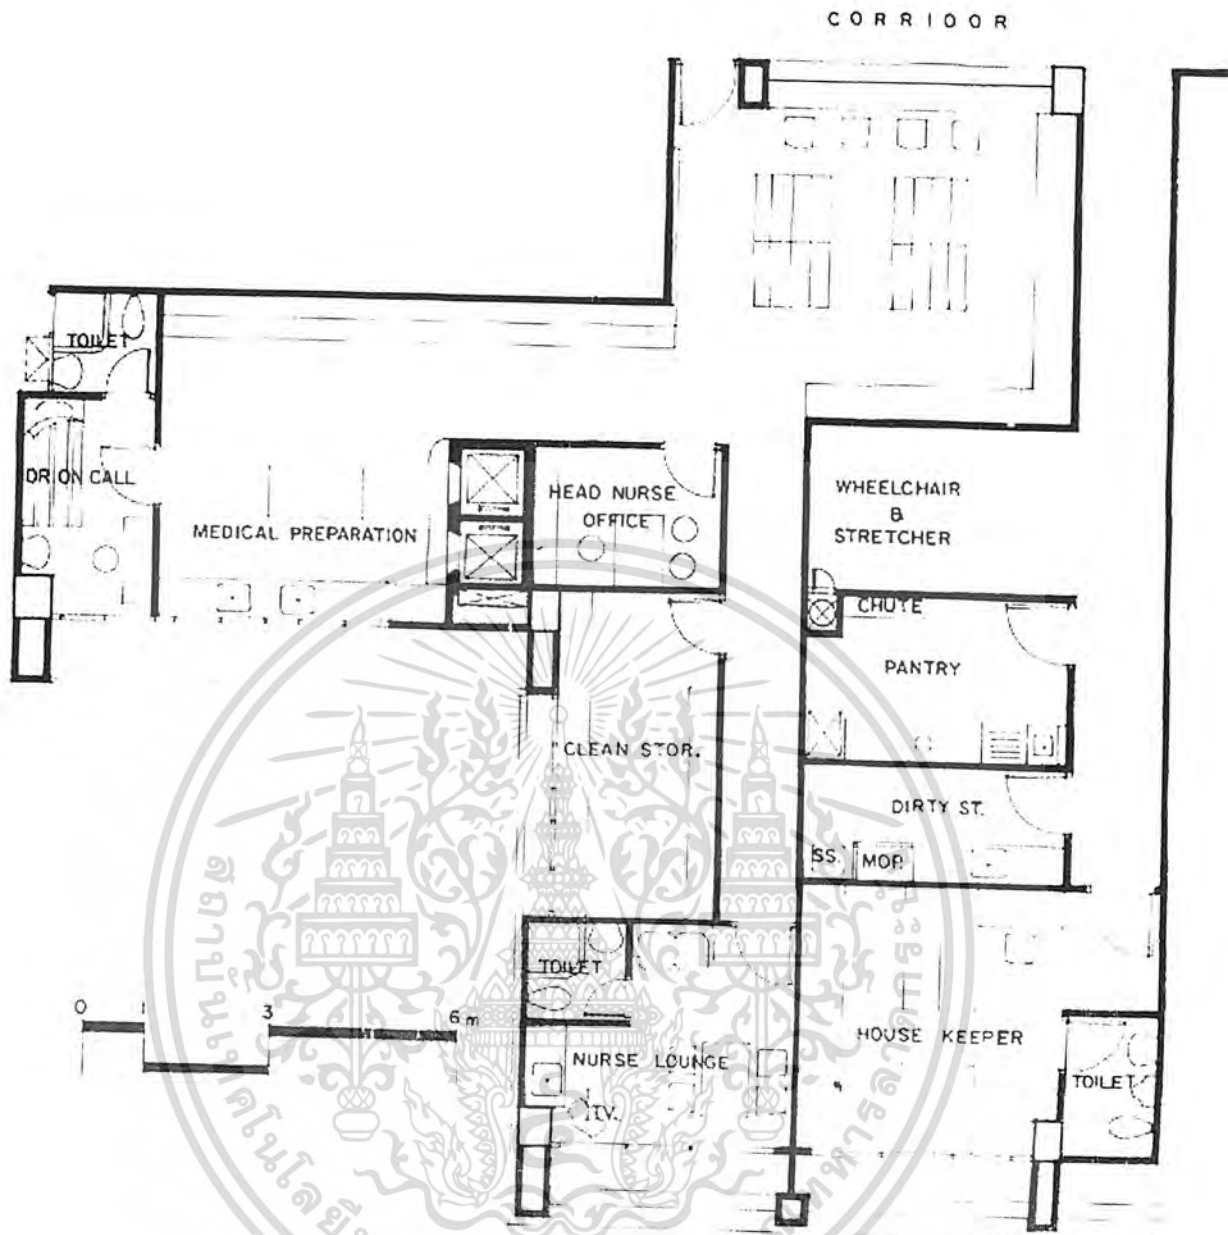 CORRIDOR
TOILET
DR ON CALL
MEDICAL PREPARATION
HEAD NURSE
OFFICE
WHEELCHAIR
&
STRETCHER
CHUTE
PANTRY
CLEAN STOR.
DIRTY ST.
SS.
MOP.
TOILET
NURSE LOUNGE
T.V.
HOUSE KEEPER
TOILET
0 1 3 6 m